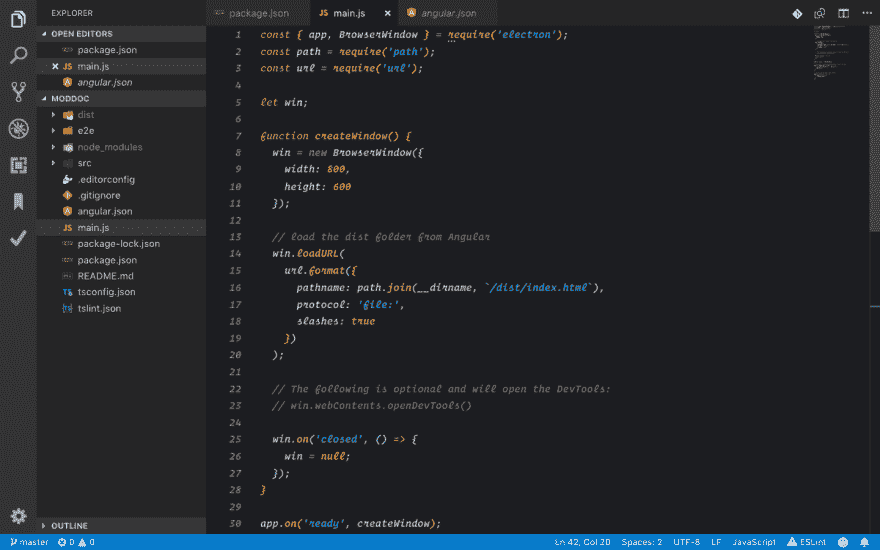 EXPLORER
OPEN EDITORS
package.json
JS main.js
angular.json
MODDOC
dist
e2e
node_modules
src
.editorconfig
.gitignore
angular.json
JS main.js
package-lock.json
package.json
README.md
tsconfig.json
tslint.json
OUTLINE
package.json JS main.js angular.json
1 const { app, BrowserWindow } = require('electron');
2 const path = require('path');
3 const url = require('url');
4
5 let win;
6
7 function createWindow() {
8 win = new BrowserWindow({
9 width: 800,
10 height: 600
11 });
12
13 // load the dist folder from Angular
14 win.loadURL(
15 url.format({
16 pathname: path.join(__dirname, `/dist/index.html`),
17 protocol: 'file:',
18 slashes: true
19 })
20 );
21
22 // The following is optional and will open the DevTools:
23 // win.webContents.openDevTools()
24
25 win.on('closed', () => {
26 win = null;
27 });
28 }
29
30 app.on('ready', createWindow);
master 0 0 Ln 42, Col 20 Spaces: 2 UTF-8 LF JavaScript ESLint